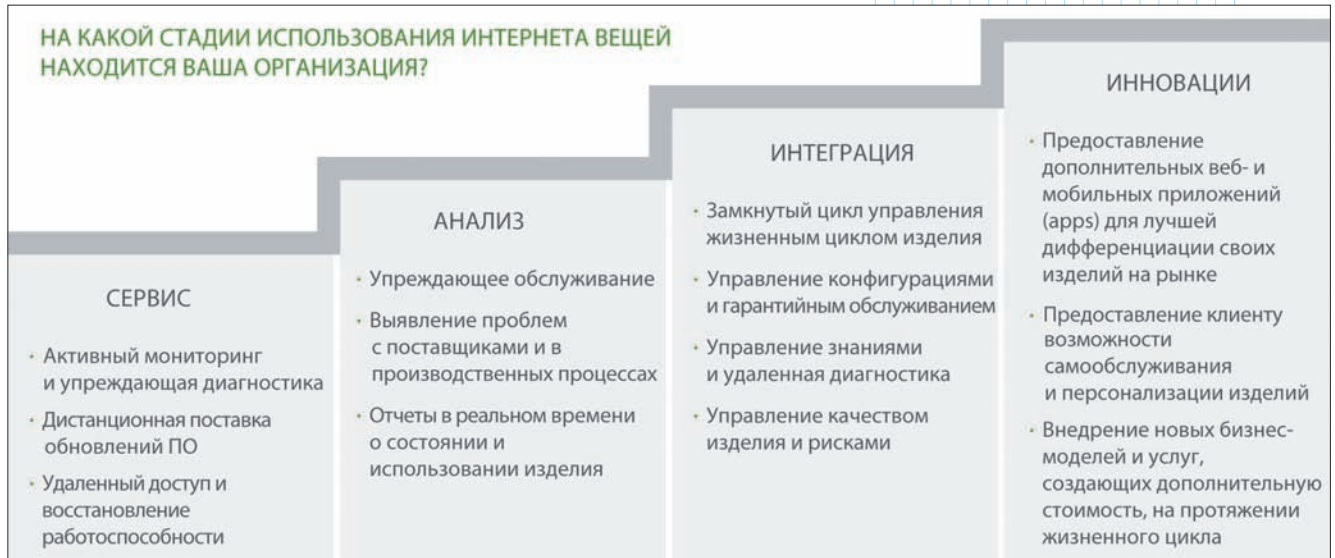 НА КАКОЙ СТАДИИ ИСПОЛЬЗОВАНИЯ ИНТЕРНЕТА ВЕЩЕЙ
НАХОДИТСЯ ВАША ОРГАНИЗАЦИЯ?
СЕРВИС
• Активный мониторинг
и упреждающая диагностика
• Дистанционная поставка
обновлений ПО
• Удаленный доступ и
восстановление
работоспособности
АНАЛИЗ
• Упреждающее обслуживание
• Выявление проблем
с поставщиками и в
производственных процессах
• Отчеты в реальном времени
о состоянии и
использовании изделия
ИНТЕГРАЦИЯ
• Замкнутый цикл управления
жизненным циклом изделия
• Управление конфигурациями
и гарантийным обслуживанием
• Управление знаниями
и удаленная диагностика
• Управление качеством
изделия и рисками
ИННОВАЦИИ
• Предоставление
дополнительных веб- и
мобильных приложений
(apps) для лучшей
дифференциации своих
изделий на рынке
• Предоставление клиенту
возможности
самообслуживания
и персонализации изделий
• Внедрение новых бизнес-
моделей и услуг,
создающих дополнительную
стоимость, на протяжении
жизненного цикла